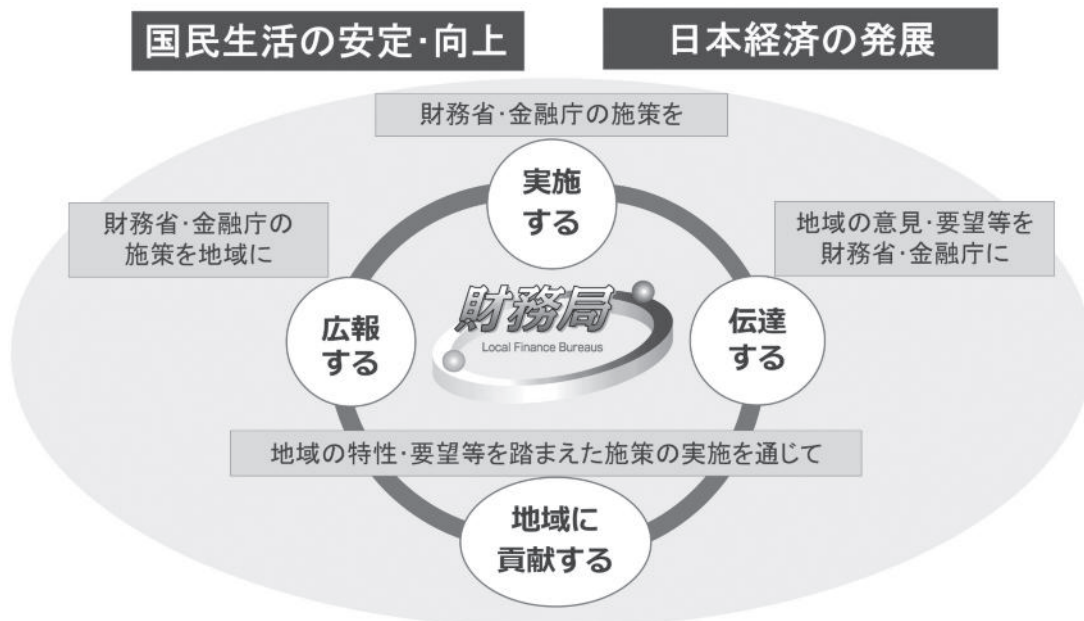 国民生活の安定・向上
日本経済の発展
財務省・金融庁の施策を
実施
する
財務省・金融庁の
施策を地域に
地域の意見・要望等を
財務省・金融庁に
広報
する
財務局
Local Finance Bureaus
伝達
する
地域の特性・要望等を踏まえた施策の実施を通じて
地域に
貢献する